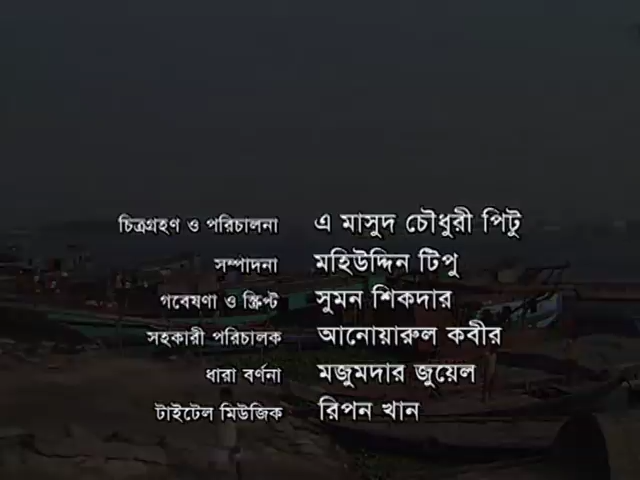 চিত্রগ্রহণ ও পরিচালনা এ মাসুদ চৌধুরী পিটু
সম্পাদনা মহিউদ্দিন টিপু
গবেষণা ও স্ক্রিপ্ট সুমন শিকদার
সহকারী পরিচালক আনোয়ারুল কবীর
ধারা বর্ণনা মজুমদার জুয়েল
টাইটেল মিউজিক রিপন খান